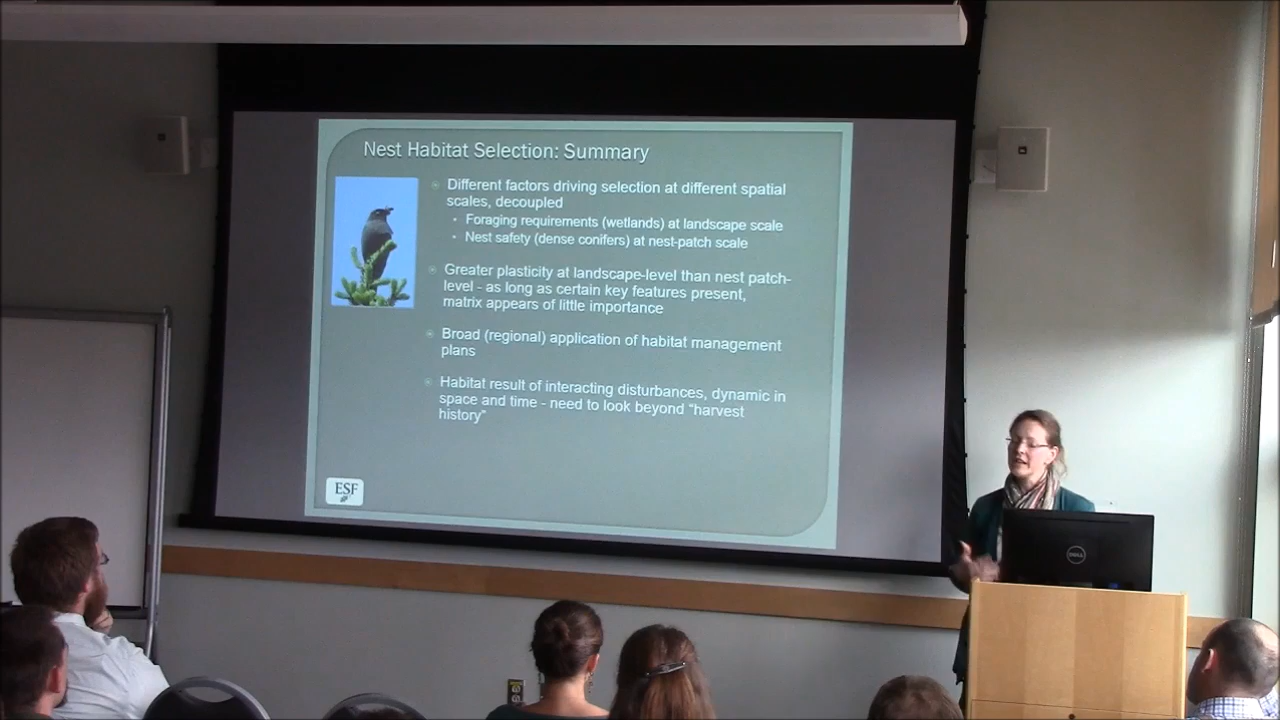 Nest Habitat Selection: Summary
Different factors driving selection at different spatial
scales, decoupled
Foraging requirements (wetlands) at landscape scale
Nest safety (dense conifers) at nest-patch scale
Greater plasticity at landscape-level than nest patch-
level - as long as certain key features present,
matrix appears of little importance
Broad (regional) application of habitat management
plans
Habitat result of interacting disturbances, dynamic in
space and time - need to look beyond "harvest
history"
ESF
DELL